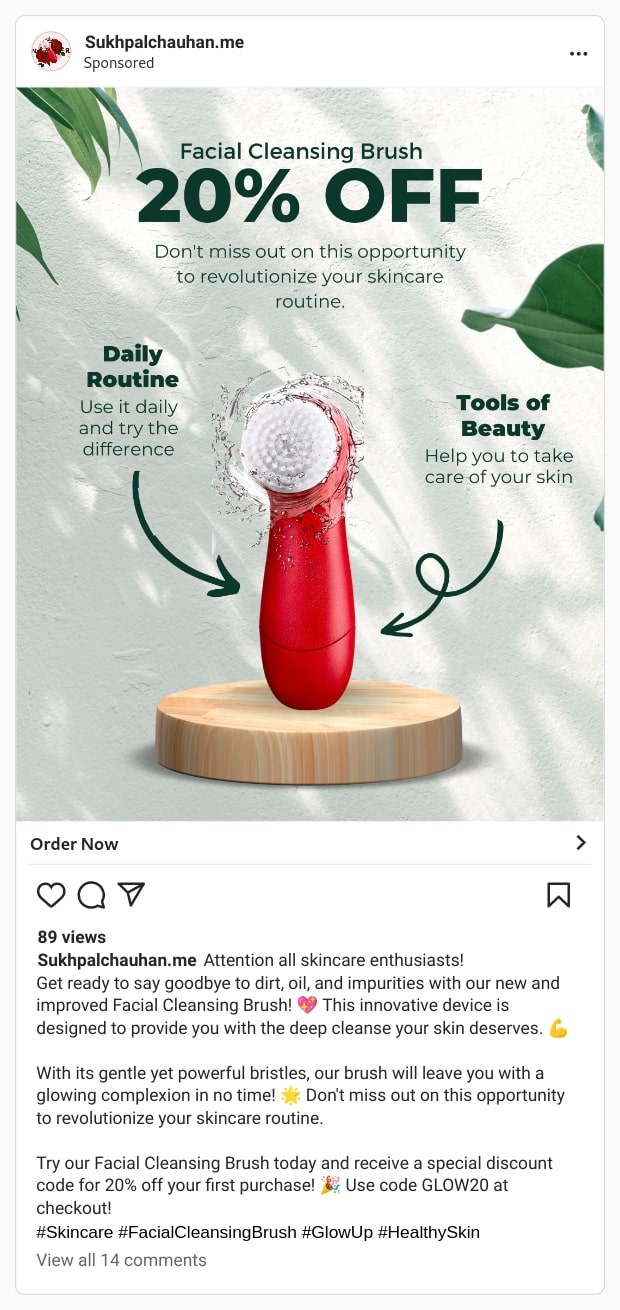 Sukhpalchauhan.me
Sponsored
Facial Cleansing Brush
20% OFF
Don't miss out on this opportunity
to revolutionize your skincare
routine.
Daily
Routine
Use it daily
and try the
difference
Tools of
Beauty
Help you to take
care of your skin
Order Now
89 views
Sukhpalchauhan.me Attention all skincare enthusiasts!
Get ready to say goodbye to dirt, oil, and impurities with our new and
improved Facial Cleansing Brush! 💖 This innovative device is
designed to provide you with the deep cleanse your skin deserves. 💪
With its gentle yet powerful bristles, our brush will leave you with a
glowing complexion in no time! 🌟 Don't miss out on this opportunity
to revolutionize your skincare routine.
Try our Facial Cleansing Brush today and receive a special discount
code for 20% off your first purchase! 🎉 Use code GLOW20 at
checkout!
#Skincare #FacialCleansingBrush #GlowUp #HealthySkin
View all 14 comments